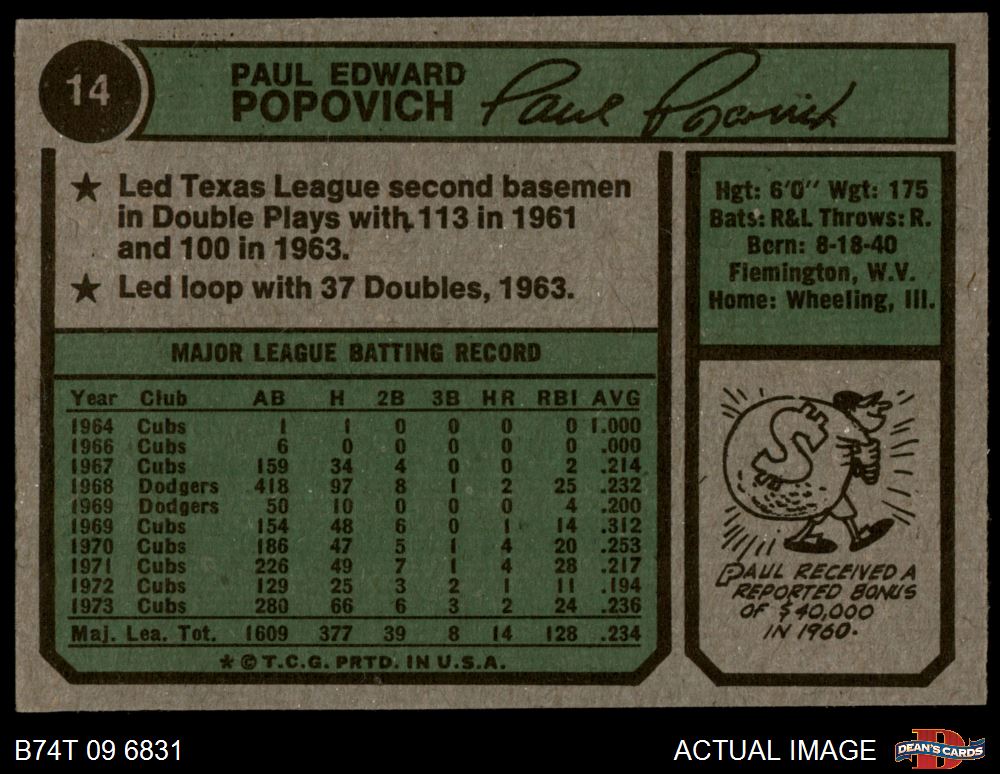 14
PAUL EDWARD
POPOVICH
Paul Popovich
★ Led Texas League second basemen
in Double Plays with 113 in 1961
and 100 in 1963.
★ Led loop with 37 Doubles, 1963.
Hgt: 6'0" Wgt: 175
Bats: R&L Throws: R.
Born: 8-18-40
Flemington, W.V.
Home: Wheeling, Ill.
MAJOR LEAGUE BATTING RECORD
Year Club AB H 2B 3B HR RBI AVG
1964 Cubs 1 1 0 0 0 0 1.000
1966 Cubs 6 0 0 0 0 0 .000
1967 Cubs 159 34 4 0 0 2 .214
1968 Dodgers 418 97 8 1 2 25 .232
1969 Dodgers 50 10 0 0 0 4 .200
1969 Cubs 154 48 6 0 1 14 .312
1970 Cubs 186 47 5 1 4 20 .253
1971 Cubs 226 49 7 1 4 28 .217
1972 Cubs 129 25 3 2 1 11 .194
1973 Cubs 280 66 6 3 2 24 .236
Maj. Lea. Tot. 1609 377 39 8 14 128 .234
★ © T.C.G. PRTD. IN U.S.A.
$
PAUL RECEIVED A
REPORTED BONUS
OF $40,000
IN 1960.
B74T 09 6831
ACTUAL IMAGE
D
DEAN'S CARDS